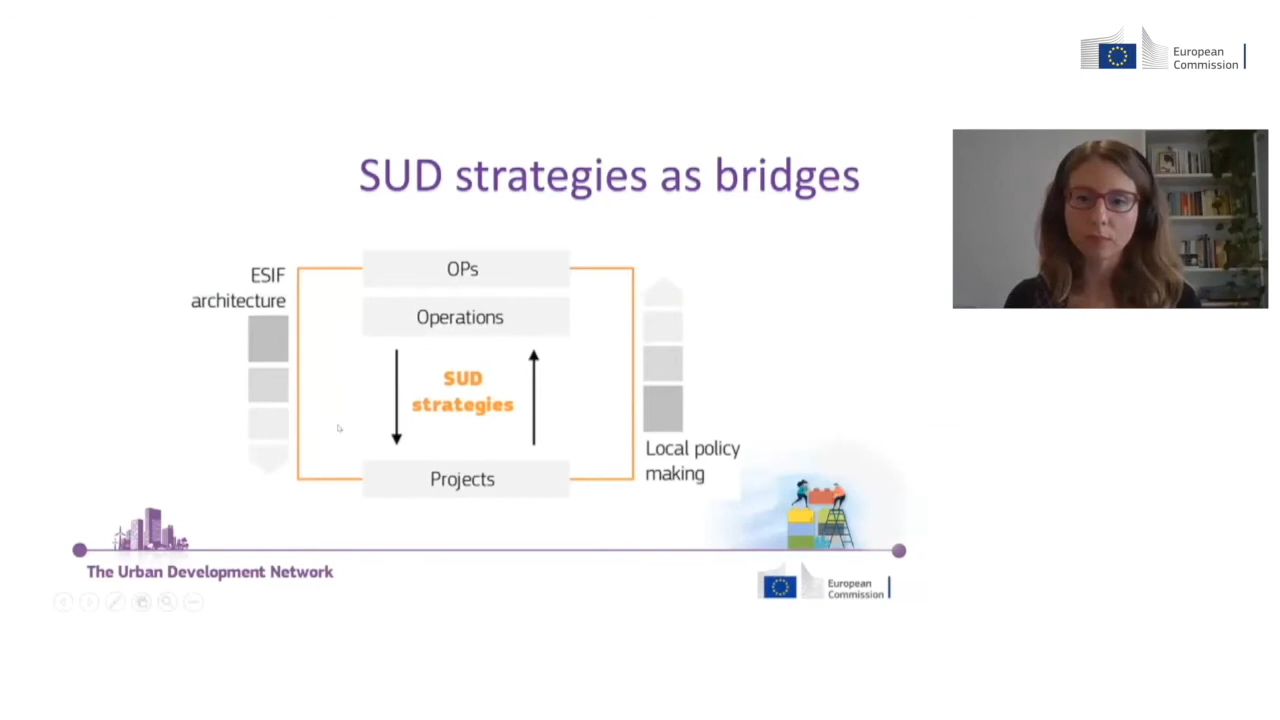 European
Commission
SUD strategies as bridges
ESIF
architecture
OPs
Operations
SUD
strategies
Projects
Local policy
making
The Urban Development Network
European
Commission